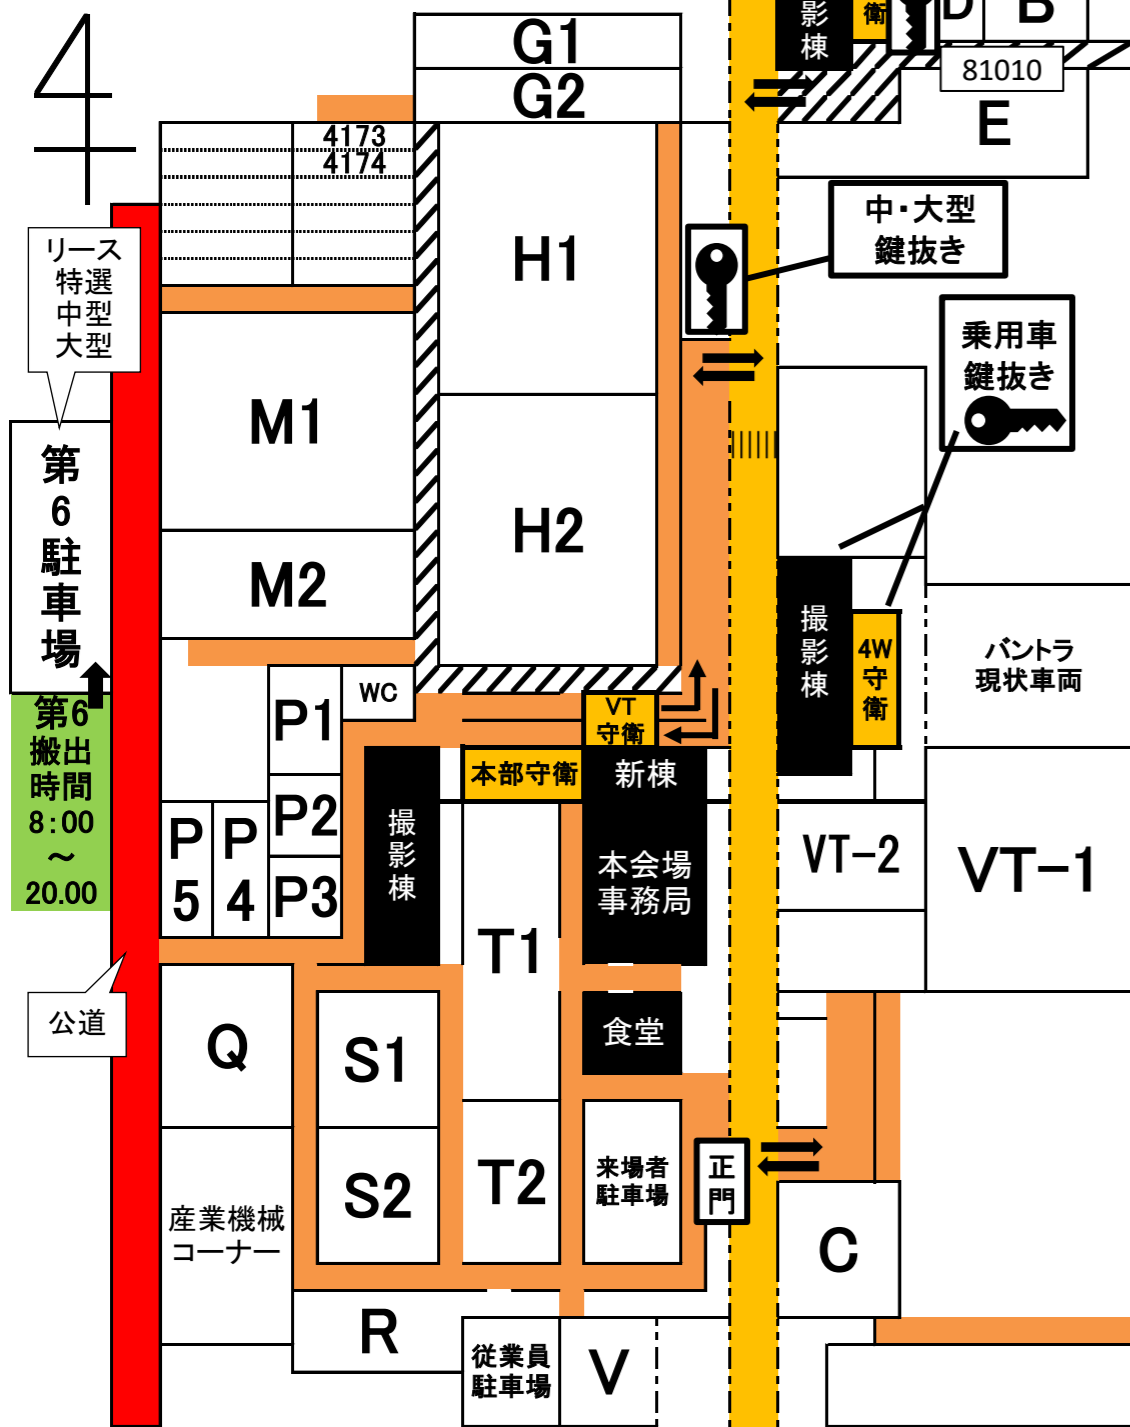 影
棟
衛
D
B
81010
E
G1
G2
4173
4174
中・大型
鍵抜き
リース
特選
中型
大型
H1
乗用車
鍵抜き
M1
第
6
駐
車
場
H2
M2
撮
影
棟
4W
守
衛
バントラ
現状車両
WC
P1
VT
守衛
第6
搬出
時間
8:00
～
20.00
本部守衛
新棟
本会場
事務局
P2
撮
影
棟
P
5
P
4
P3
VT-2
VT-1
T1
公道
Q
S1
食堂
S2
T2
来場者
駐車場
正
門
産業機械
コーナー
C
R
従業員
駐車場
V